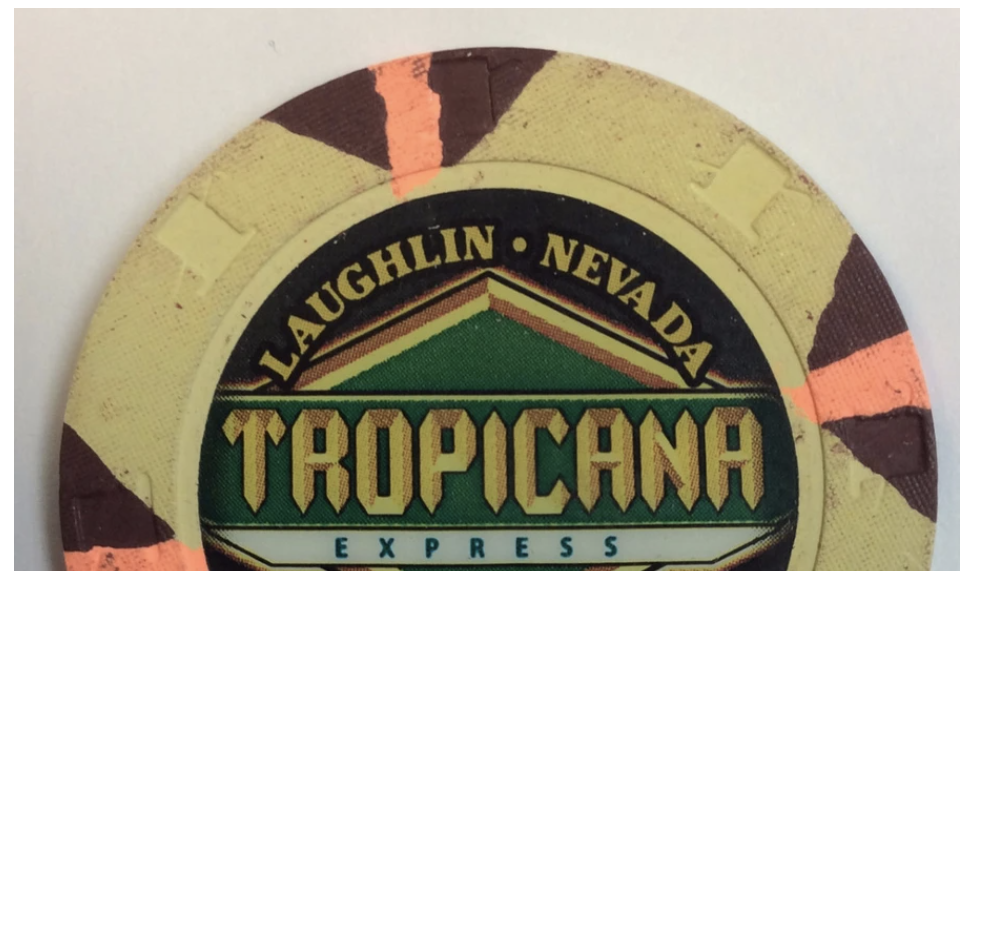 LAUGHLIN • NEVADA
TROPICANA
EXPRESS